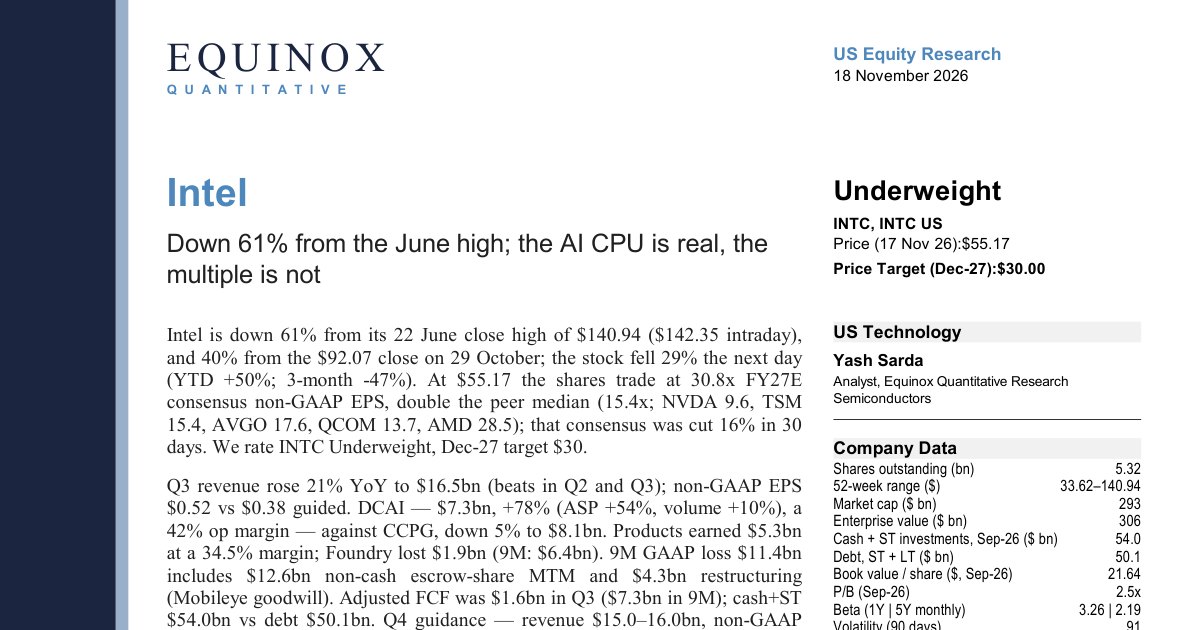 EQUINOX
QUANTITATIVE
US Equity Research
18 November 2026
Intel
Down 61% from the June high; the AI CPU is real, the
multiple is not
Intel is down 61% from its 22 June close high of $140.94 ($142.35 intraday),
and 40% from the $92.07 close on 29 October; the stock fell 29% the next day
(YTD +50%; 3-month -47%). At $55.17 the shares trade at 30.8x FY27E
consensus non-GAAP EPS, double the peer median (15.4x; NVDA 9.6, TSM
15.4, AVGO 17.6, QCOM 13.7, AMD 28.5); that consensus was cut 16% in 30
days. We rate INTC Underweight, Dec-27 target $30.
Q3 revenue rose 21% YoY to $16.5bn (beats in Q2 and Q3); non-GAAP EPS
$0.52 vs $0.38 guided. DCAI — $7.3bn, +78% (ASP +54%, volume +10%), a
42% op margin — against CCPG, down 5% to $8.1bn. Products earned $5.3bn
at a 34.5% margin; Foundry lost $1.9bn (9M: $6.4bn). 9M GAAP loss $11.4bn
includes $12.6bn non-cash escrow-share MTM and $4.3bn restructuring
(Mobileye goodwill). Adjusted FCF was $1.6bn in Q3 ($7.3bn in 9M); cash+ST
$54.0bn vs debt $50.1bn. Q4 guidance — revenue $15.0–16.0bn, non-GAAP
Underweight
INTC, INTC US
Price (17 Nov 26):$55.17
Price Target (Dec-27):$30.00
US Technology
Yash Sarda
Analyst, Equinox Quantitative Research
Semiconductors
Company Data
Shares outstanding (bn) 5.32
52-week range ($) 33.62–140.94
Market cap ($ bn) 293
Enterprise value ($ bn) 306
Cash + ST investments, Sep-26 ($ bn) 54.0
Debt, ST + LT ($ bn) 50.1
Book value / share ($, Sep-26) 21.64
P/B (Sep-26) 2.5x
Beta (1Y | 5Y monthly) 3.26 | 2.19
Volatility (90 days) 91